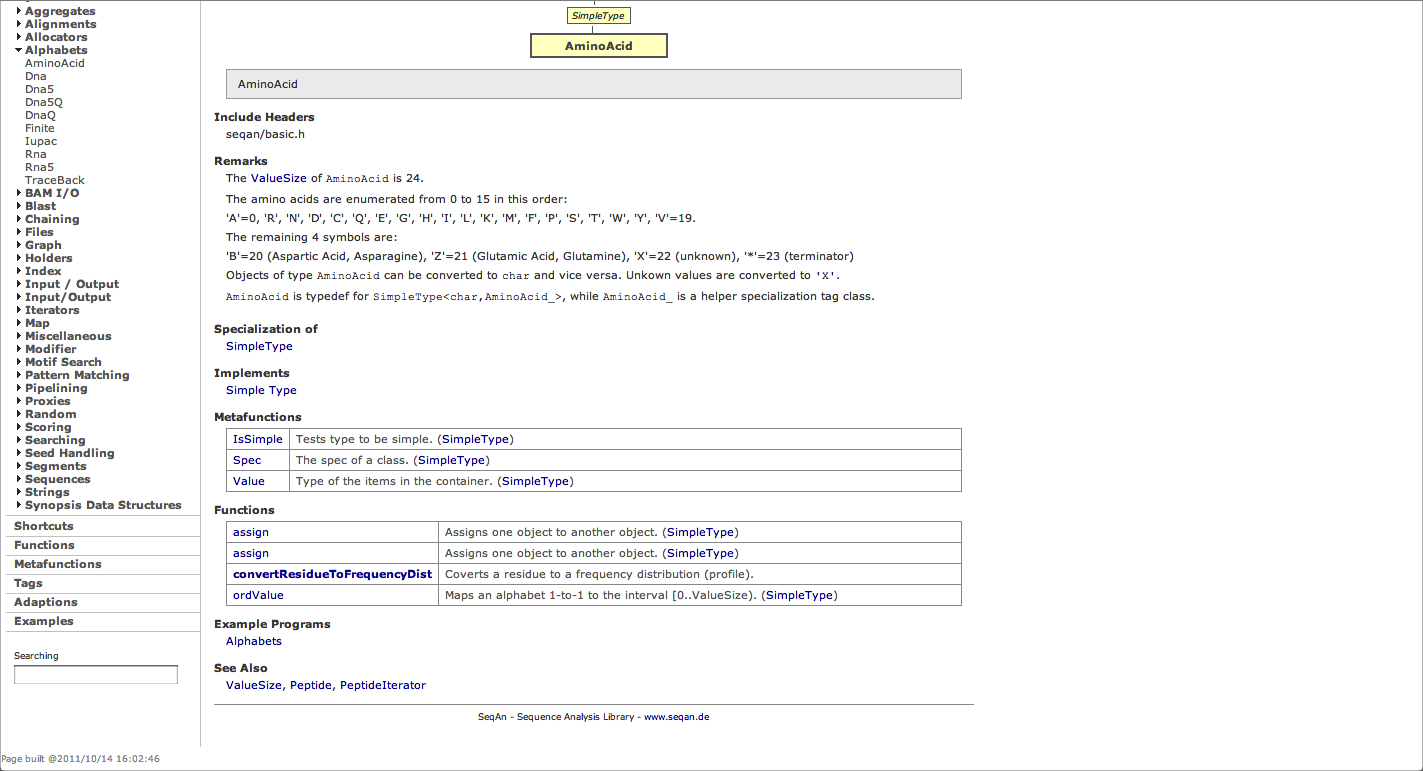 Aggregates
Alignments
Allocators
Alphabets
AminoAcid
Dna
Dna5
Dna5Q
DnaQ
Finite
Iupac
Rna
Rna5
TraceBack
BAM I/O
Blast
Chaining
Files
Graph
Holders
Index
Input / Output
Input/Output
Iterators
Map
Miscellaneous
Modifier
Motif Search
Pattern Matching
Pipelining
Proxies
Random
Scoring
Searching
Seed Handling
Segments
Sequences
Strings
Synopsis Data Structures
Shortcuts
Functions
Metafunctions
Tags
Adaptions
Examples
Searching
SimpleType
AminoAcid
AminoAcid
Include Headers
seqan/basic.h
Remarks
The ValueSize of AminoAcid is 24.
The amino acids are enumerated from 0 to 15 in this order:
'A'=0, 'R', 'N', 'D', 'C', 'Q', 'E', 'G', 'H', 'I', 'L', 'K', 'M', 'F', 'P', 'S', 'T', 'W', 'Y', 'V'=19.
The remaining 4 symbols are:
'B'=20 (Aspartic Acid, Asparagine), 'Z'=21 (Glutamic Acid, Glutamine), 'X'=22 (unknown), '*'=23 (terminator)
Objects of type AminoAcid can be converted to char and vice versa. Unkown values are converted to 'X'.
AminoAcid is typedef for SimpleType<char,AminoAcid_>, while AminoAcid_ is a helper specialization tag class.
Specialization of
SimpleType
Implements
Simple Type
Metafunctions
IsSimple Tests type to be simple. (SimpleType)
Spec The spec of a class. (SimpleType)
Value Type of the items in the container. (SimpleType)
Functions
assign Assigns one object to another object. (SimpleType)
assign Assigns one object to another object. (SimpleType)
convertResidueToFrequencyDist Coverts a residue to a frequency distribution (profile).
ordValue Maps an alphabet 1-to-1 to the interval [0..ValueSize). (SimpleType)
Example Programs
Alphabets
See Also
ValueSize, Peptide, PeptideIterator
SeqAn - Sequence Analysis Library - www.seqan.de
Page built @2011/10/14 16:02:46